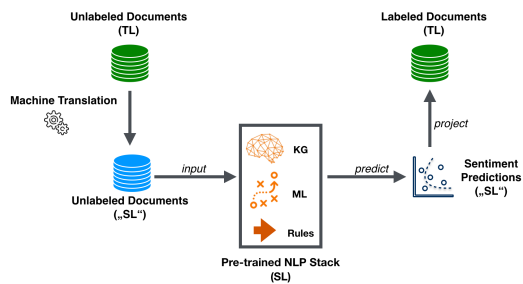 Unlabeled Documents
(TL)
Labeled Documents
(TL)
Machine Translation
project
input
KG
predict
Sentiment
Predictions
(„SL“)
Unlabeled Documents
(„SL“)
ML
Rules
Pre-trained NLP Stack
(SL)